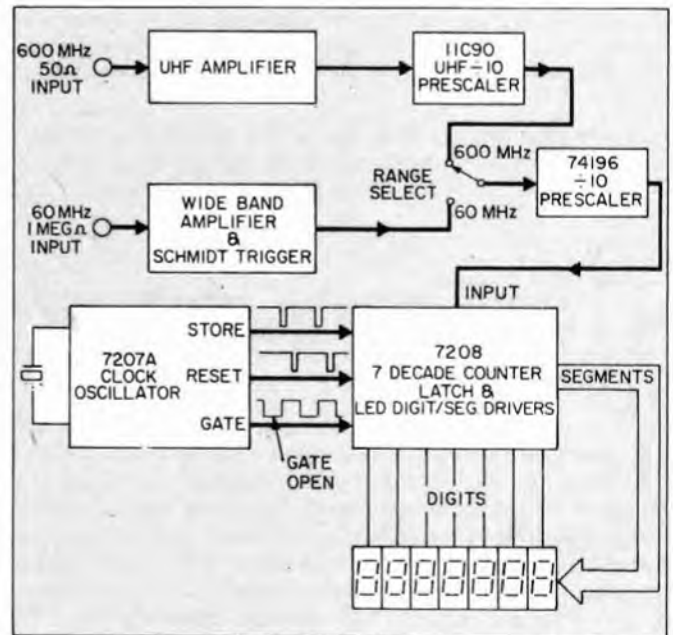 600 MHz
50Ω
INPUT
UHF AMPLIFIER
11C90
UHF ÷10
PRESCALER
600 MHz
RANGE
SELECT
60 MHz
74196
÷10
PRESCALER
60 MHz
1 MEG Ω
INPUT
WIDE BAND
AMPLIFIER
&
SCHMIDT TRIGGER
INPUT
7207A
CLOCK
OSCILLATOR
STORE
RESET
GATE
GATE
OPEN
7208
7 DECADE COUNTER
LATCH &
LED DIGIT/SEG. DRIVERS
SEGMENTS
DIGITS
8888888